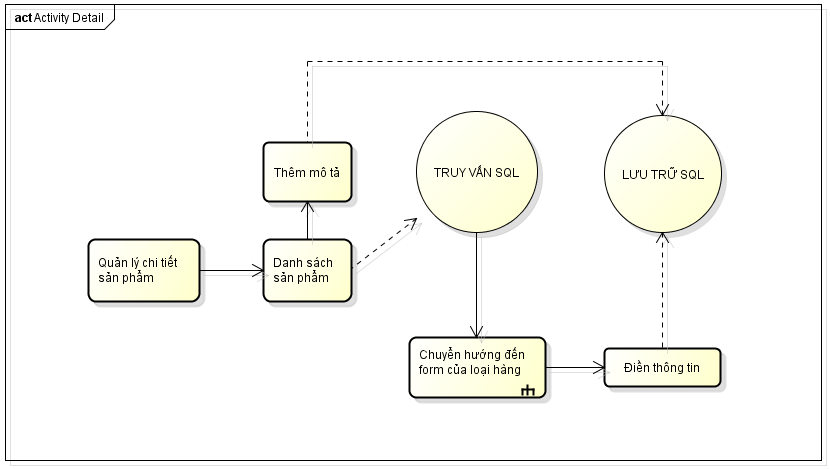 act Activity Detail
Thêm mô tả
TRUY VẤN SQL
LƯU TRỮ SQL
Quản lý chi tiết
sản phẩm
Danh sách
sản phẩm
Chuyển hướng đến
form của loại hàng
Điền thông tin